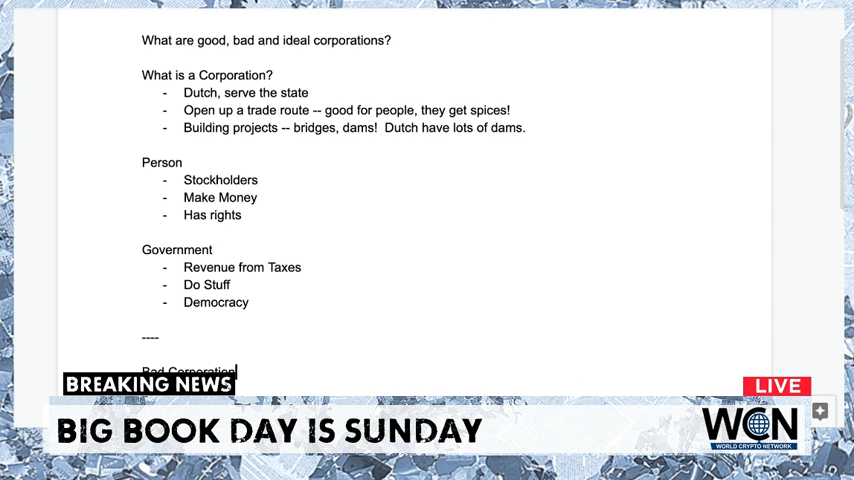 What are good, bad and ideal corporations?
What is a Corporation?
- Dutch, serve the state
- Open up a trade route -- good for people, they get spices!
- Building projects -- bridges, dams! Dutch have lots of dams.
Person
- Stockholders
- Make Money
- Has rights
Government
- Revenue from Taxes
- Do Stuff
- Democracy
----
Bad Corporation
BREAKING NEWS
LIVE
BIG BOOK DAY IS SUNDAY
WCN
WORLD CRYPTO NETWORK